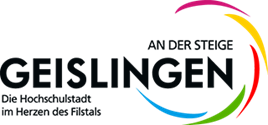 AN DER STEIGE
GEISLINGEN
Die Hochschulstadt
im Herzen des Filstals